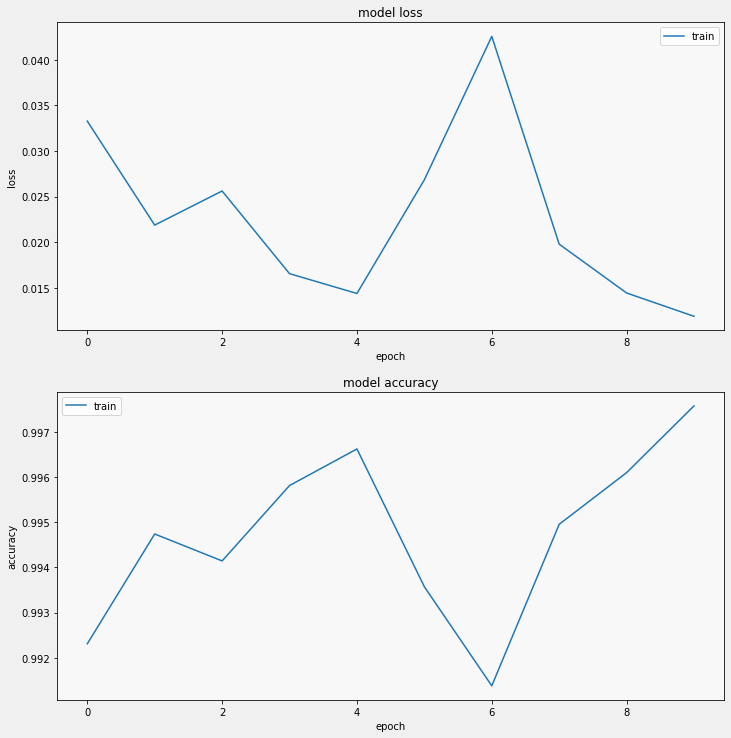 model loss
train
0.040
0.035
0.030
0.025
0.020
0.015
loss
0 2 4 6 8
epoch
model accuracy
train
0.997
0.996
0.995
0.994
0.993
0.992
accuracy
0 2 4 6 8
epoch